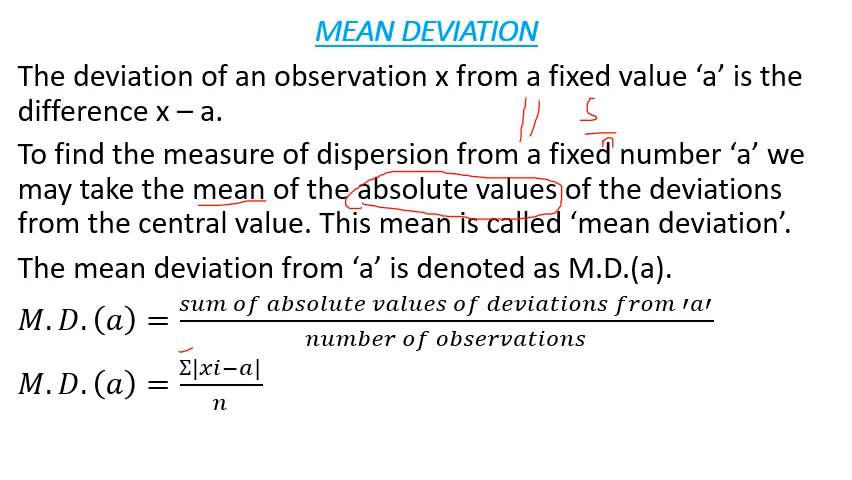 MEAN DEVIATION
The deviation of an observation x from a fixed value ‘a’ is the
difference x – a.
To find the measure of dispersion from a fixed number ‘a’ we
may take the mean of the absolute values of the deviations
from the central value. This mean is called ‘mean deviation’.
The mean deviation from ‘a’ is denoted as M.D.(a).
M.D.(a) = sum of absolute values of deviations from ′a′ / number of observations
M.D.(a) = Σ|xi−a| / n